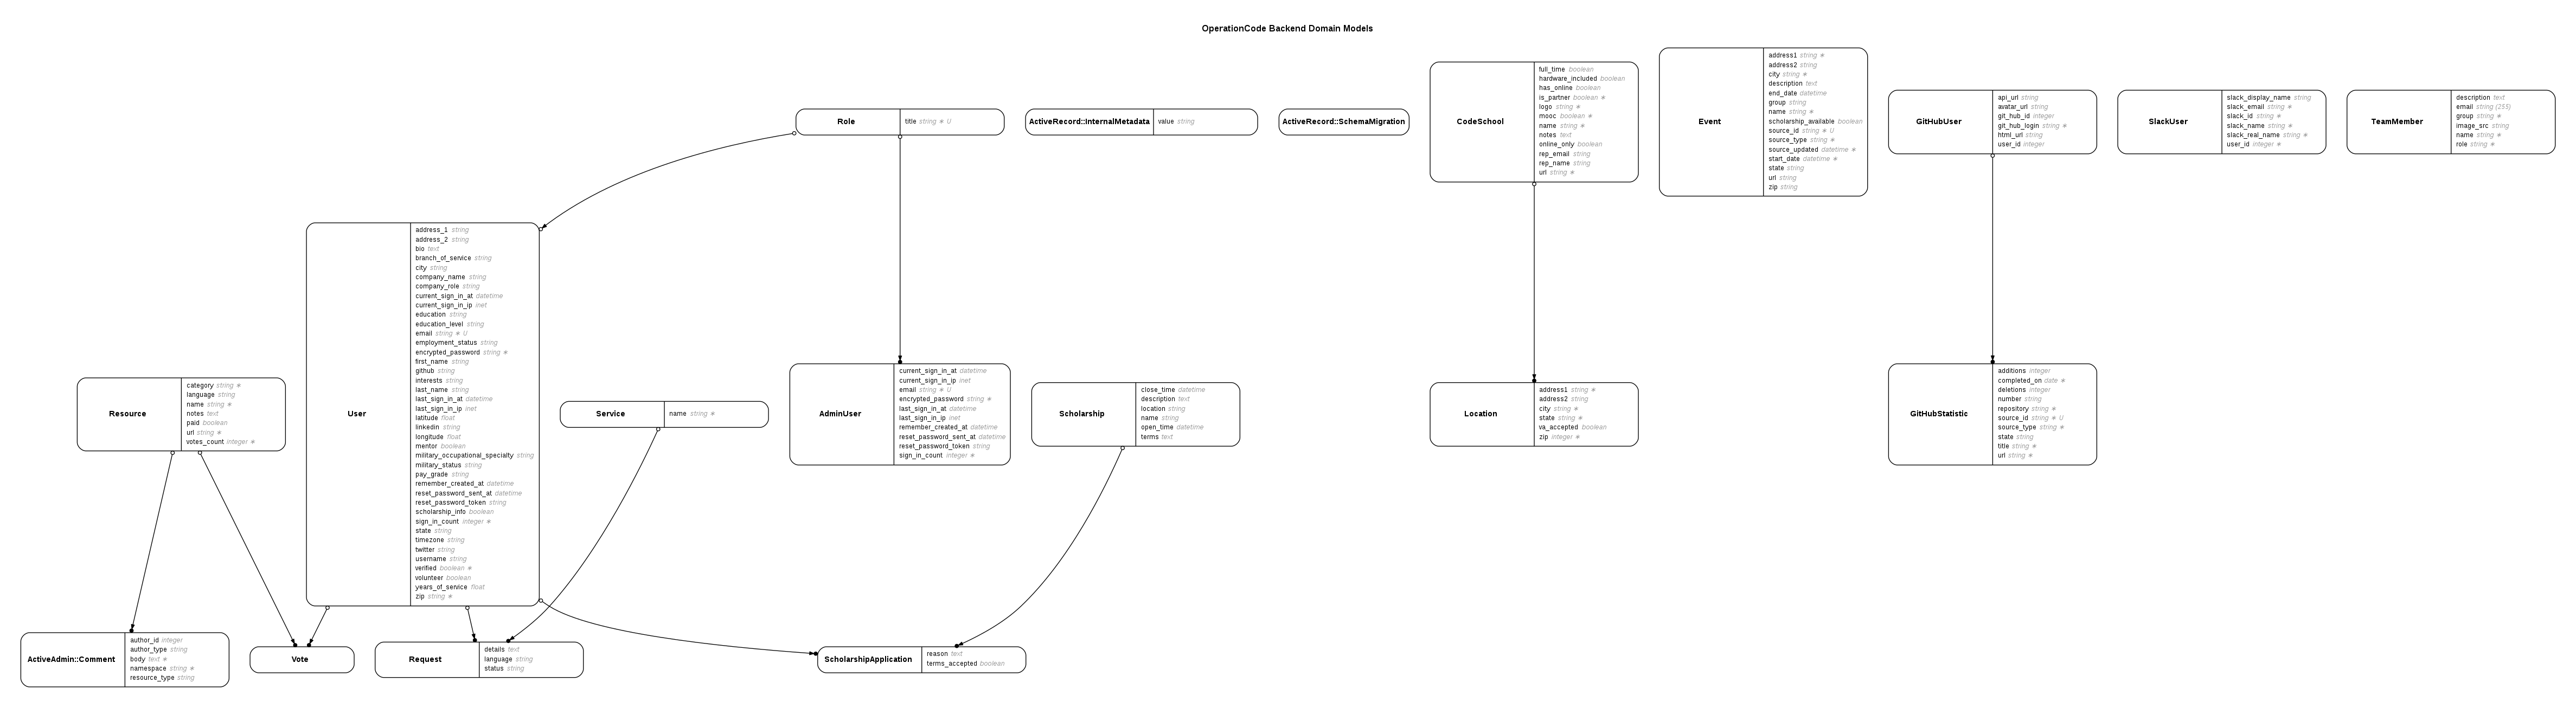 OperationCode Backend Domain Models
Role
title string ∗ U
ActiveRecord::InternalMetadata
value string
ActiveRecord::SchemaMigration
CodeSchool
full_time boolean
hardware_included boolean
has_online boolean
is_partner boolean ∗
logo string ∗
mooc boolean ∗
name string ∗
notes text
online_only boolean
rep_email string
rep_name string
url string ∗
Event
address1 string ∗
address2 string
city string ∗
description text
end_date datetime
group string
name string ∗
scholarship_available boolean
source_id string ∗ U
source_type string ∗
source_updated datetime ∗
start_date datetime ∗
state string
url string
zip string
GitHubUser
api_url string
avatar_url string
git_hub_id integer
git_hub_login string ∗
html_url string
user_id integer
SlackUser
slack_display_name string
slack_email string ∗
slack_id string ∗
slack_name string ∗
slack_real_name string ∗
user_id integer ∗
TeamMember
description text
email string (255)
group string ∗
image_src string
name string ∗
role string ∗
User
address_1 string
address_2 string
bio text
branch_of_service string
city string
company_name string
company_role string
current_sign_in_at datetime
current_sign_in_ip inet
education string
education_level string
email string ∗ U
employment_status string
encrypted_password string ∗
first_name string
github string
interests string
last_name string
last_sign_in_at datetime
last_sign_in_ip inet
latitude float
linkedin string
longitude float
mentor boolean
military_occupational_specialty string
military_status string
pay_grade string
remember_created_at datetime
reset_password_sent_at datetime
reset_password_token string
scholarship_info boolean
sign_in_count integer ∗
state string
timezone string
twitter string
username string
verified boolean ∗
volunteer boolean
years_of_service float
zip string ∗
Resource
category string ∗
language string
name string ∗
notes text
paid boolean
url string ∗
votes_count integer ∗
Service
name string ∗
AdminUser
current_sign_in_at datetime
current_sign_in_ip inet
email string ∗ U
encrypted_password string ∗
last_sign_in_at datetime
last_sign_in_ip inet
remember_created_at datetime
reset_password_sent_at datetime
reset_password_token string
sign_in_count integer ∗
Scholarship
close_time datetime
description text
location string
name string
open_time datetime
terms text
Location
address1 string ∗
address2 string
city string ∗
state string ∗
va_accepted boolean
zip integer ∗
GitHubStatistic
additions integer
completed_on date ∗
deletions integer
number string
repository string ∗
source_id string ∗ U
source_type string ∗
state string
title string ∗
url string ∗
ActiveAdmin::Comment
author_id integer
author_type string
body text ∗
namespace string ∗
resource_type string
Vote
Request
details text
language string
status string
ScholarshipApplication
reason text
terms_accepted boolean